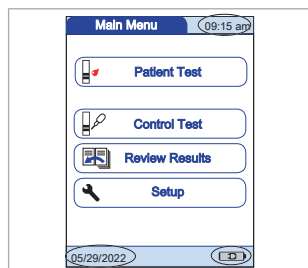 Main Menu
09:15 am
Patient Test
Control Test
Review Results
Setup
05/29/2022